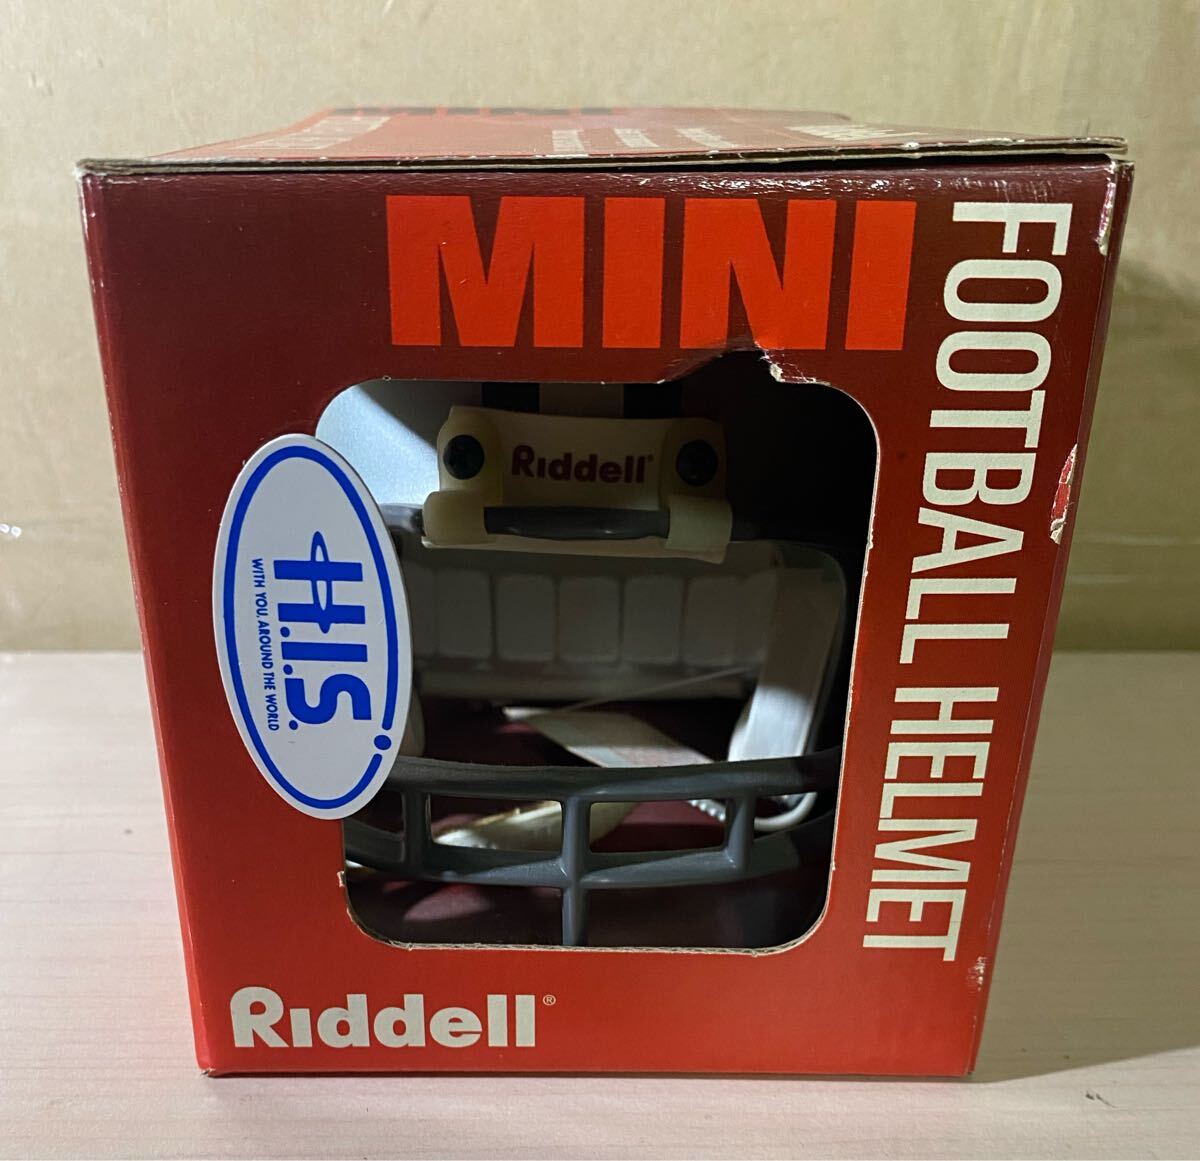 MINI
FOOTBALL HELMET
Riddell
H.I.S.
WITH YOU, AROUND THE WORLD
Riddell®